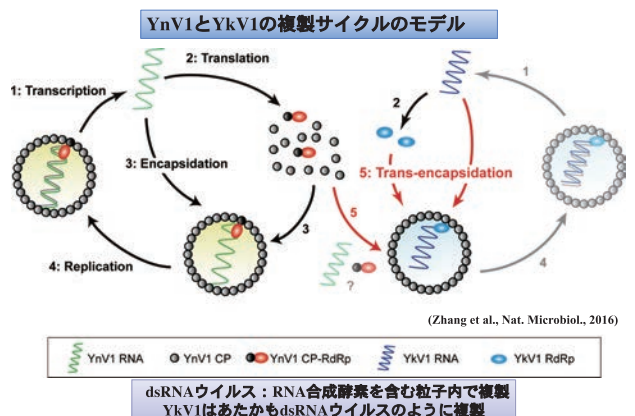 YnV1とYkV1の複製サイクルのモデル
2: Translation
1: Transcription
3: Encapsidation
4: Replication
3
2
1
5: Trans-encapsidation
5
?
4
(Zhang et al., Nat. Microbiol., 2016)
YnV1 RNA YnV1 CP YnV1 CP-RdRp YkV1 RNA YkV1 RdRp
dsRNAウイルス：RNA合成酵素を含む粒子内で複製
YkV1はあたかもdsRNAウイルスのように複製